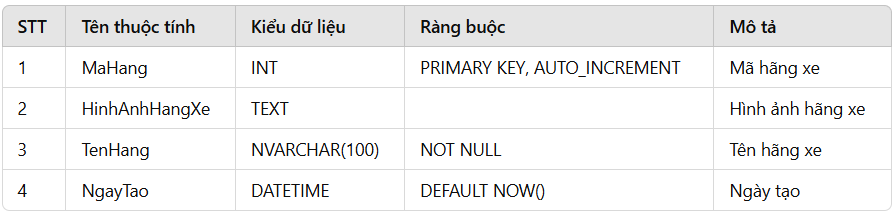 STT Tên thuộc tính Kiểu dữ liệu Ràng buộc Mô tả
1 MaHang INT PRIMARY KEY, AUTO_INCREMENT Mã hãng xe
2 HinhAnhHangXe TEXT Hình ảnh hãng xe
3 TenHang NVARCHAR(100) NOT NULL Tên hãng xe
4 NgayTao DATETIME DEFAULT NOW() Ngày tạo